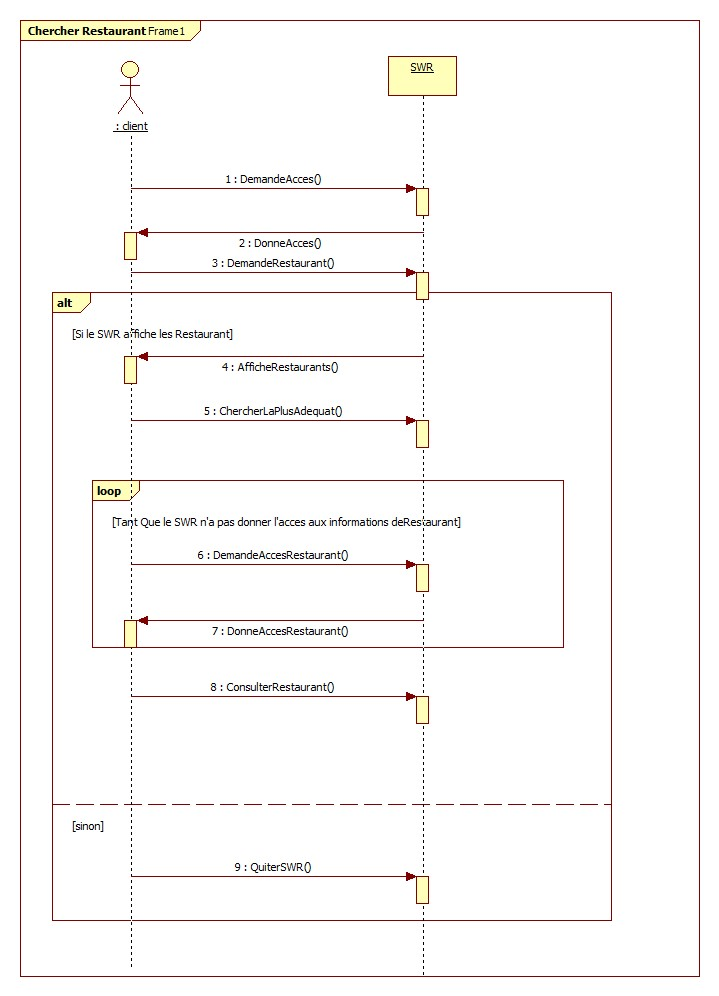 Chercher Restaurant Frame1
: client
SWR
1 : DemandeAcces()
2 : DonneAcces()
3 : DemandeRestaurant()
alt
[Si le SWR affiche les Restaurant]
4 : AfficheRestaurants()
5 : ChercherLaPlusAdequat()
loop
[Tant Que le SWR n'a pas donner l'acces aux informations deRestaurant]
6 : DemandeAccesRestaurant()
7 : DonneAccesRestaurant()
8 : ConsulterRestaurant()
[sinon]
9 : QuiterSWR()